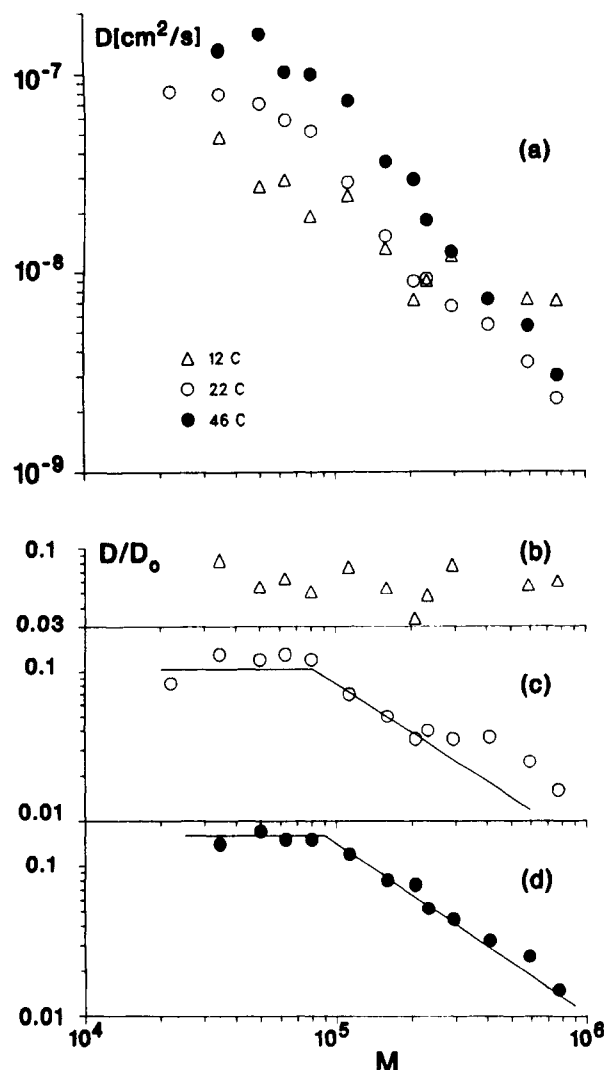 D[cm²/s]
10⁻⁷
(a)
10⁻⁸
△ 12 C
○ 22 C
● 46 C
10⁻⁹
0.1
D/Dₒ
(b)
0.03
0.1
(c)
0.01
0.1
(d)
0.01
10⁴
10⁵
10⁶
M